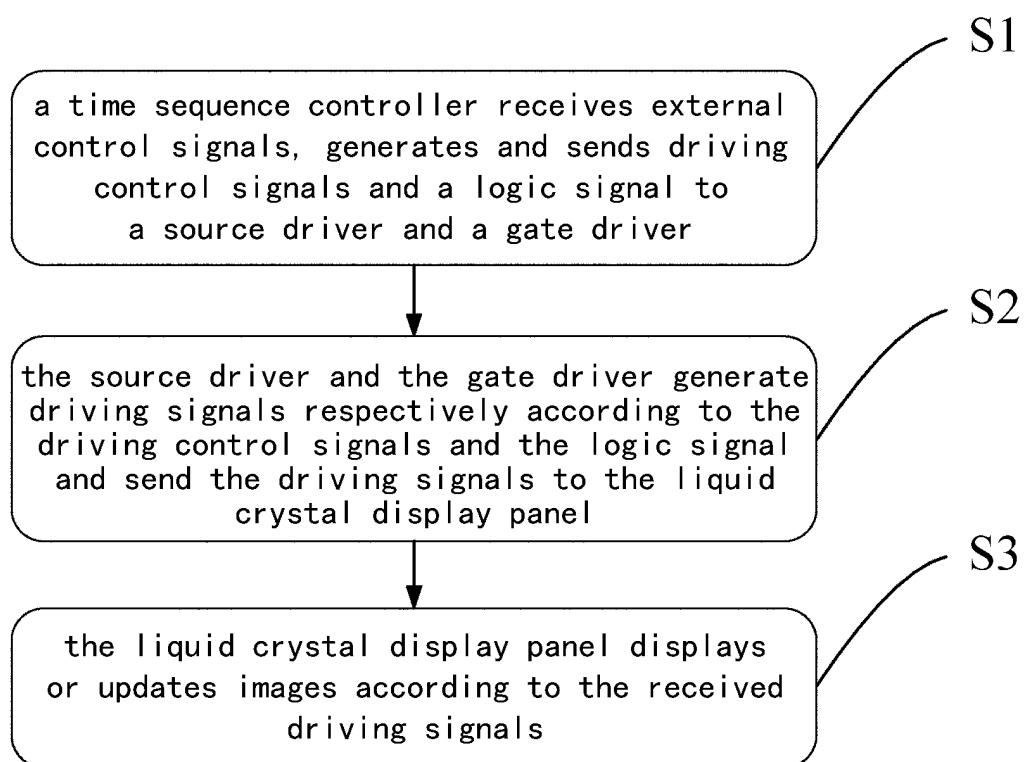 S1
a time sequence controller receives external
control signals, generates and sends driving
control signals and a logic signal to
a source driver and a gate driver
S2
the source driver and the gate driver generate
driving signals respectively according to the
driving control signals and the logic signal
and send the driving signals to the liquid
crystal display panel
S3
the liquid crystal display panel displays
or updates images according to the received
driving signals